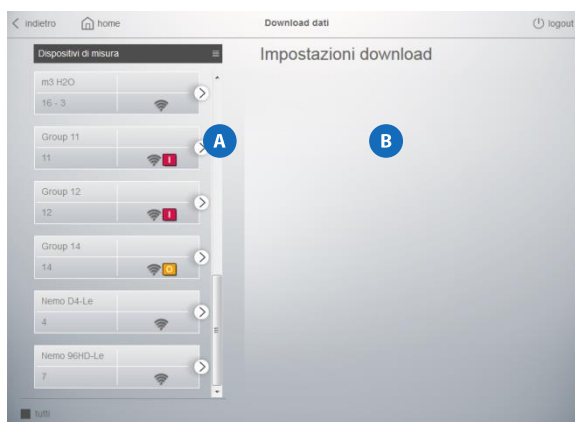 indietro home Download dati logout
Dispositivi di misura
Impostazioni download
m3 H2O
16 - 3
Group 11
11 I
A
B
Group 12
12 I
Group 14
14 O
Nemo D4-Le
4
Nemo 96HD-Le
7
tutti